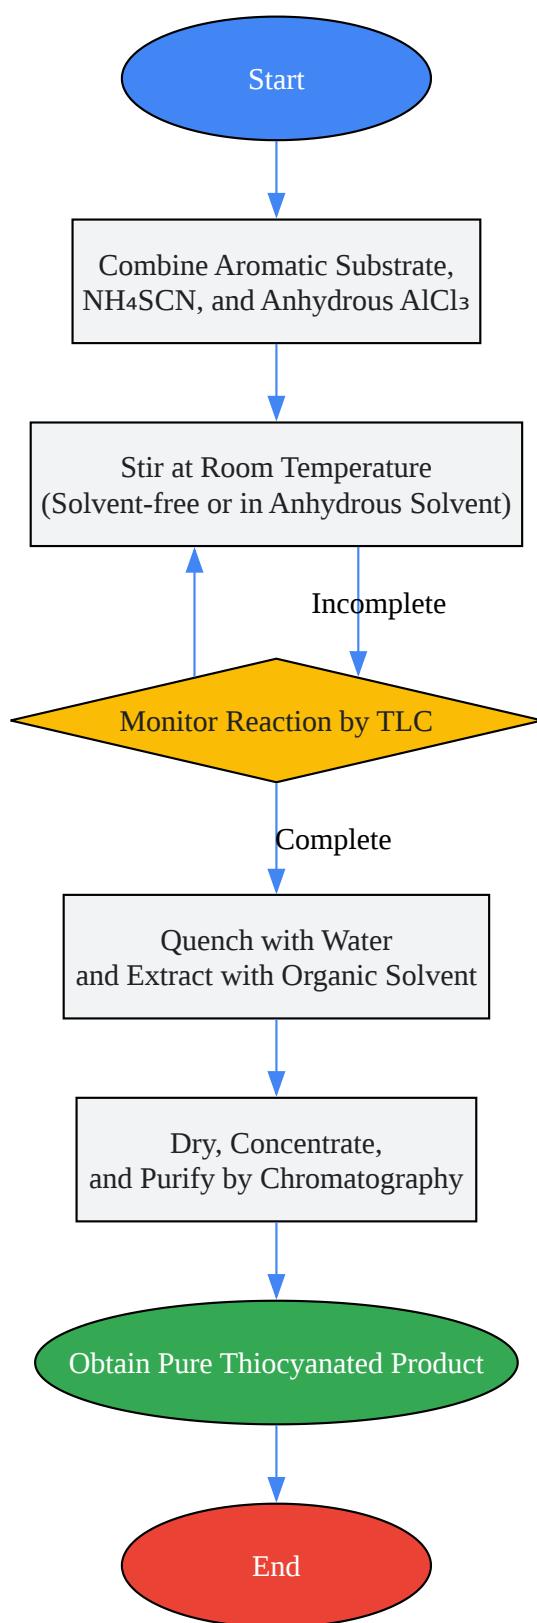 Start
Combine Aromatic Substrate,
NH₄SCN, and Anhydrous AlCl₃
Stir at Room Temperature
(Solvent-free or in Anhydrous Solvent)
Incomplete
Monitor Reaction by TLC
Complete
Quench with Water
and Extract with Organic Solvent
Dry, Concentrate,
and Purify by Chromatography
Obtain Pure Thiocyanated Product
End